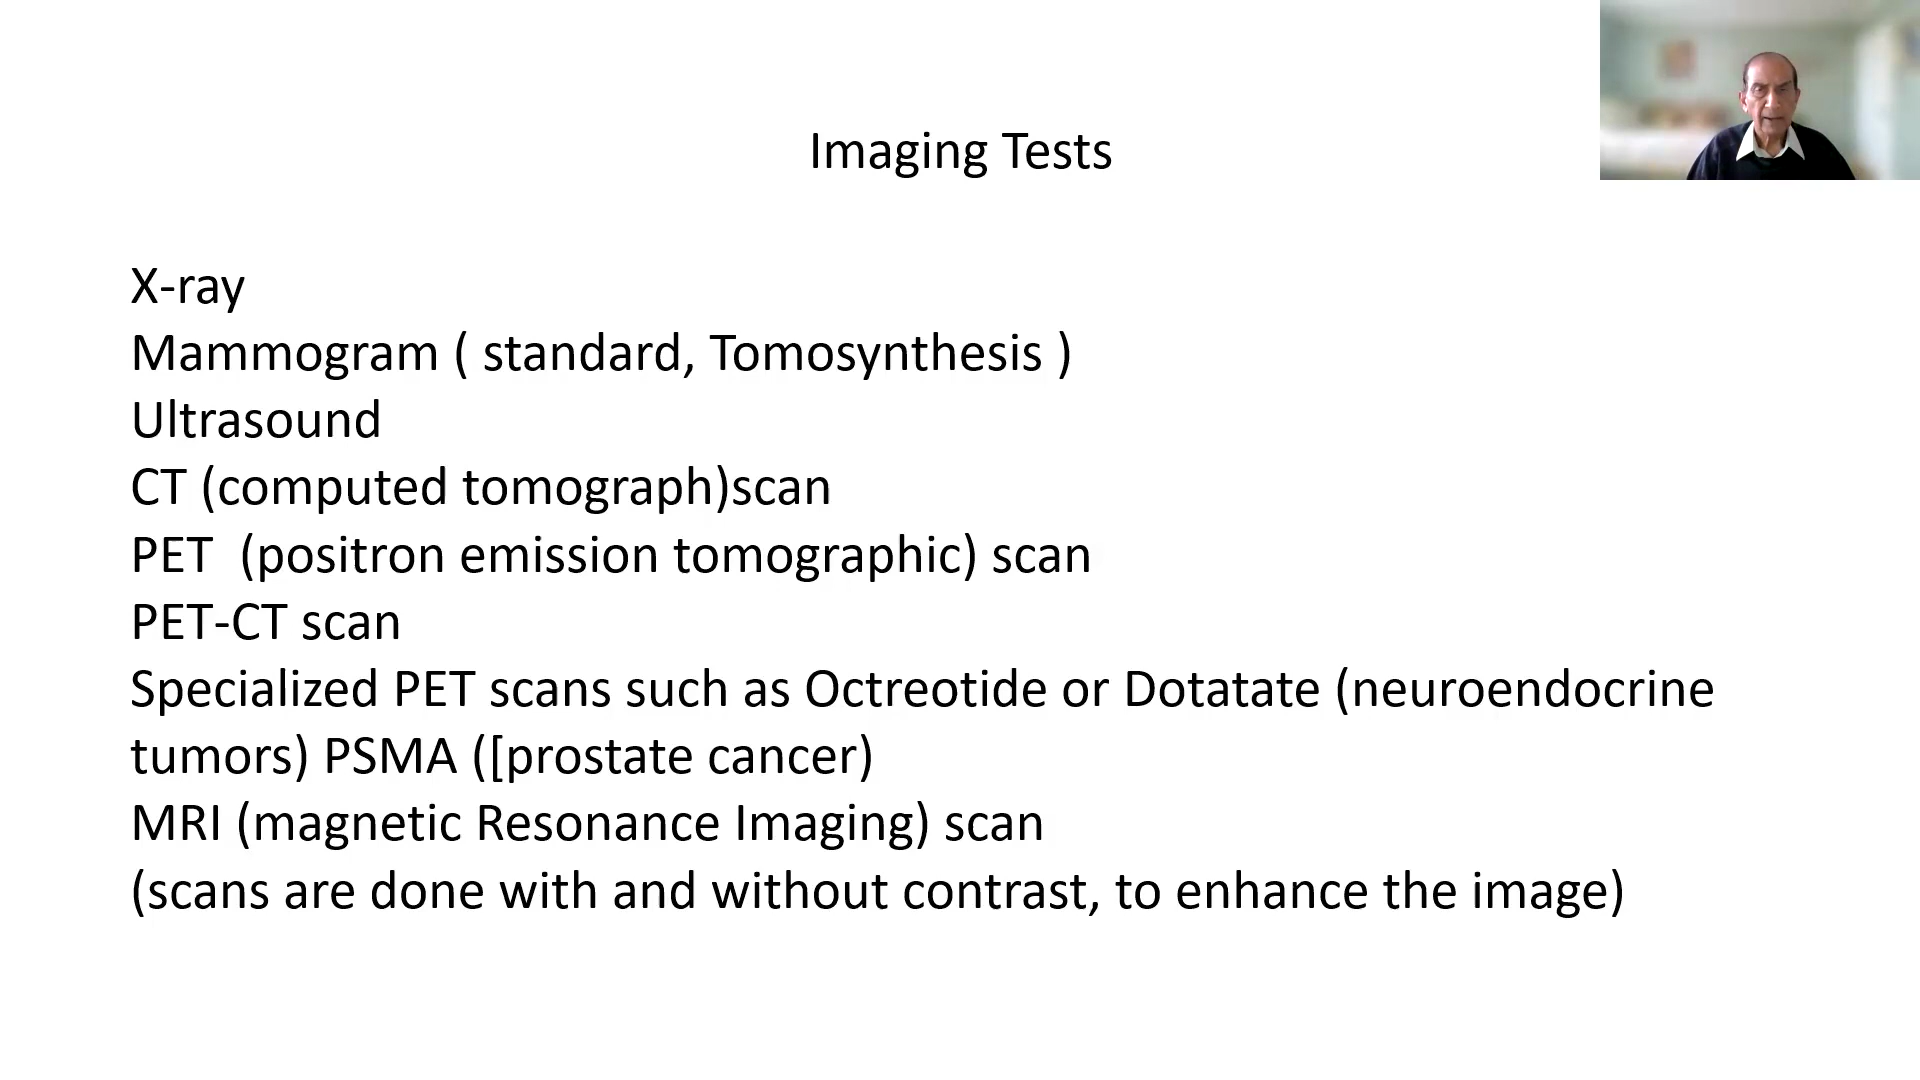 Imaging Tests
X-ray
Mammogram ( standard, Tomosynthesis )
Ultrasound
CT (computed tomograph)scan
PET  (positron emission tomographic) scan
PET-CT scan
Specialized PET scans such as Octreotide or Dotatate (neuroendocrine
tumors) PSMA ([prostate cancer)
MRI (magnetic Resonance Imaging) scan
(scans are done with and without contrast, to enhance the image)